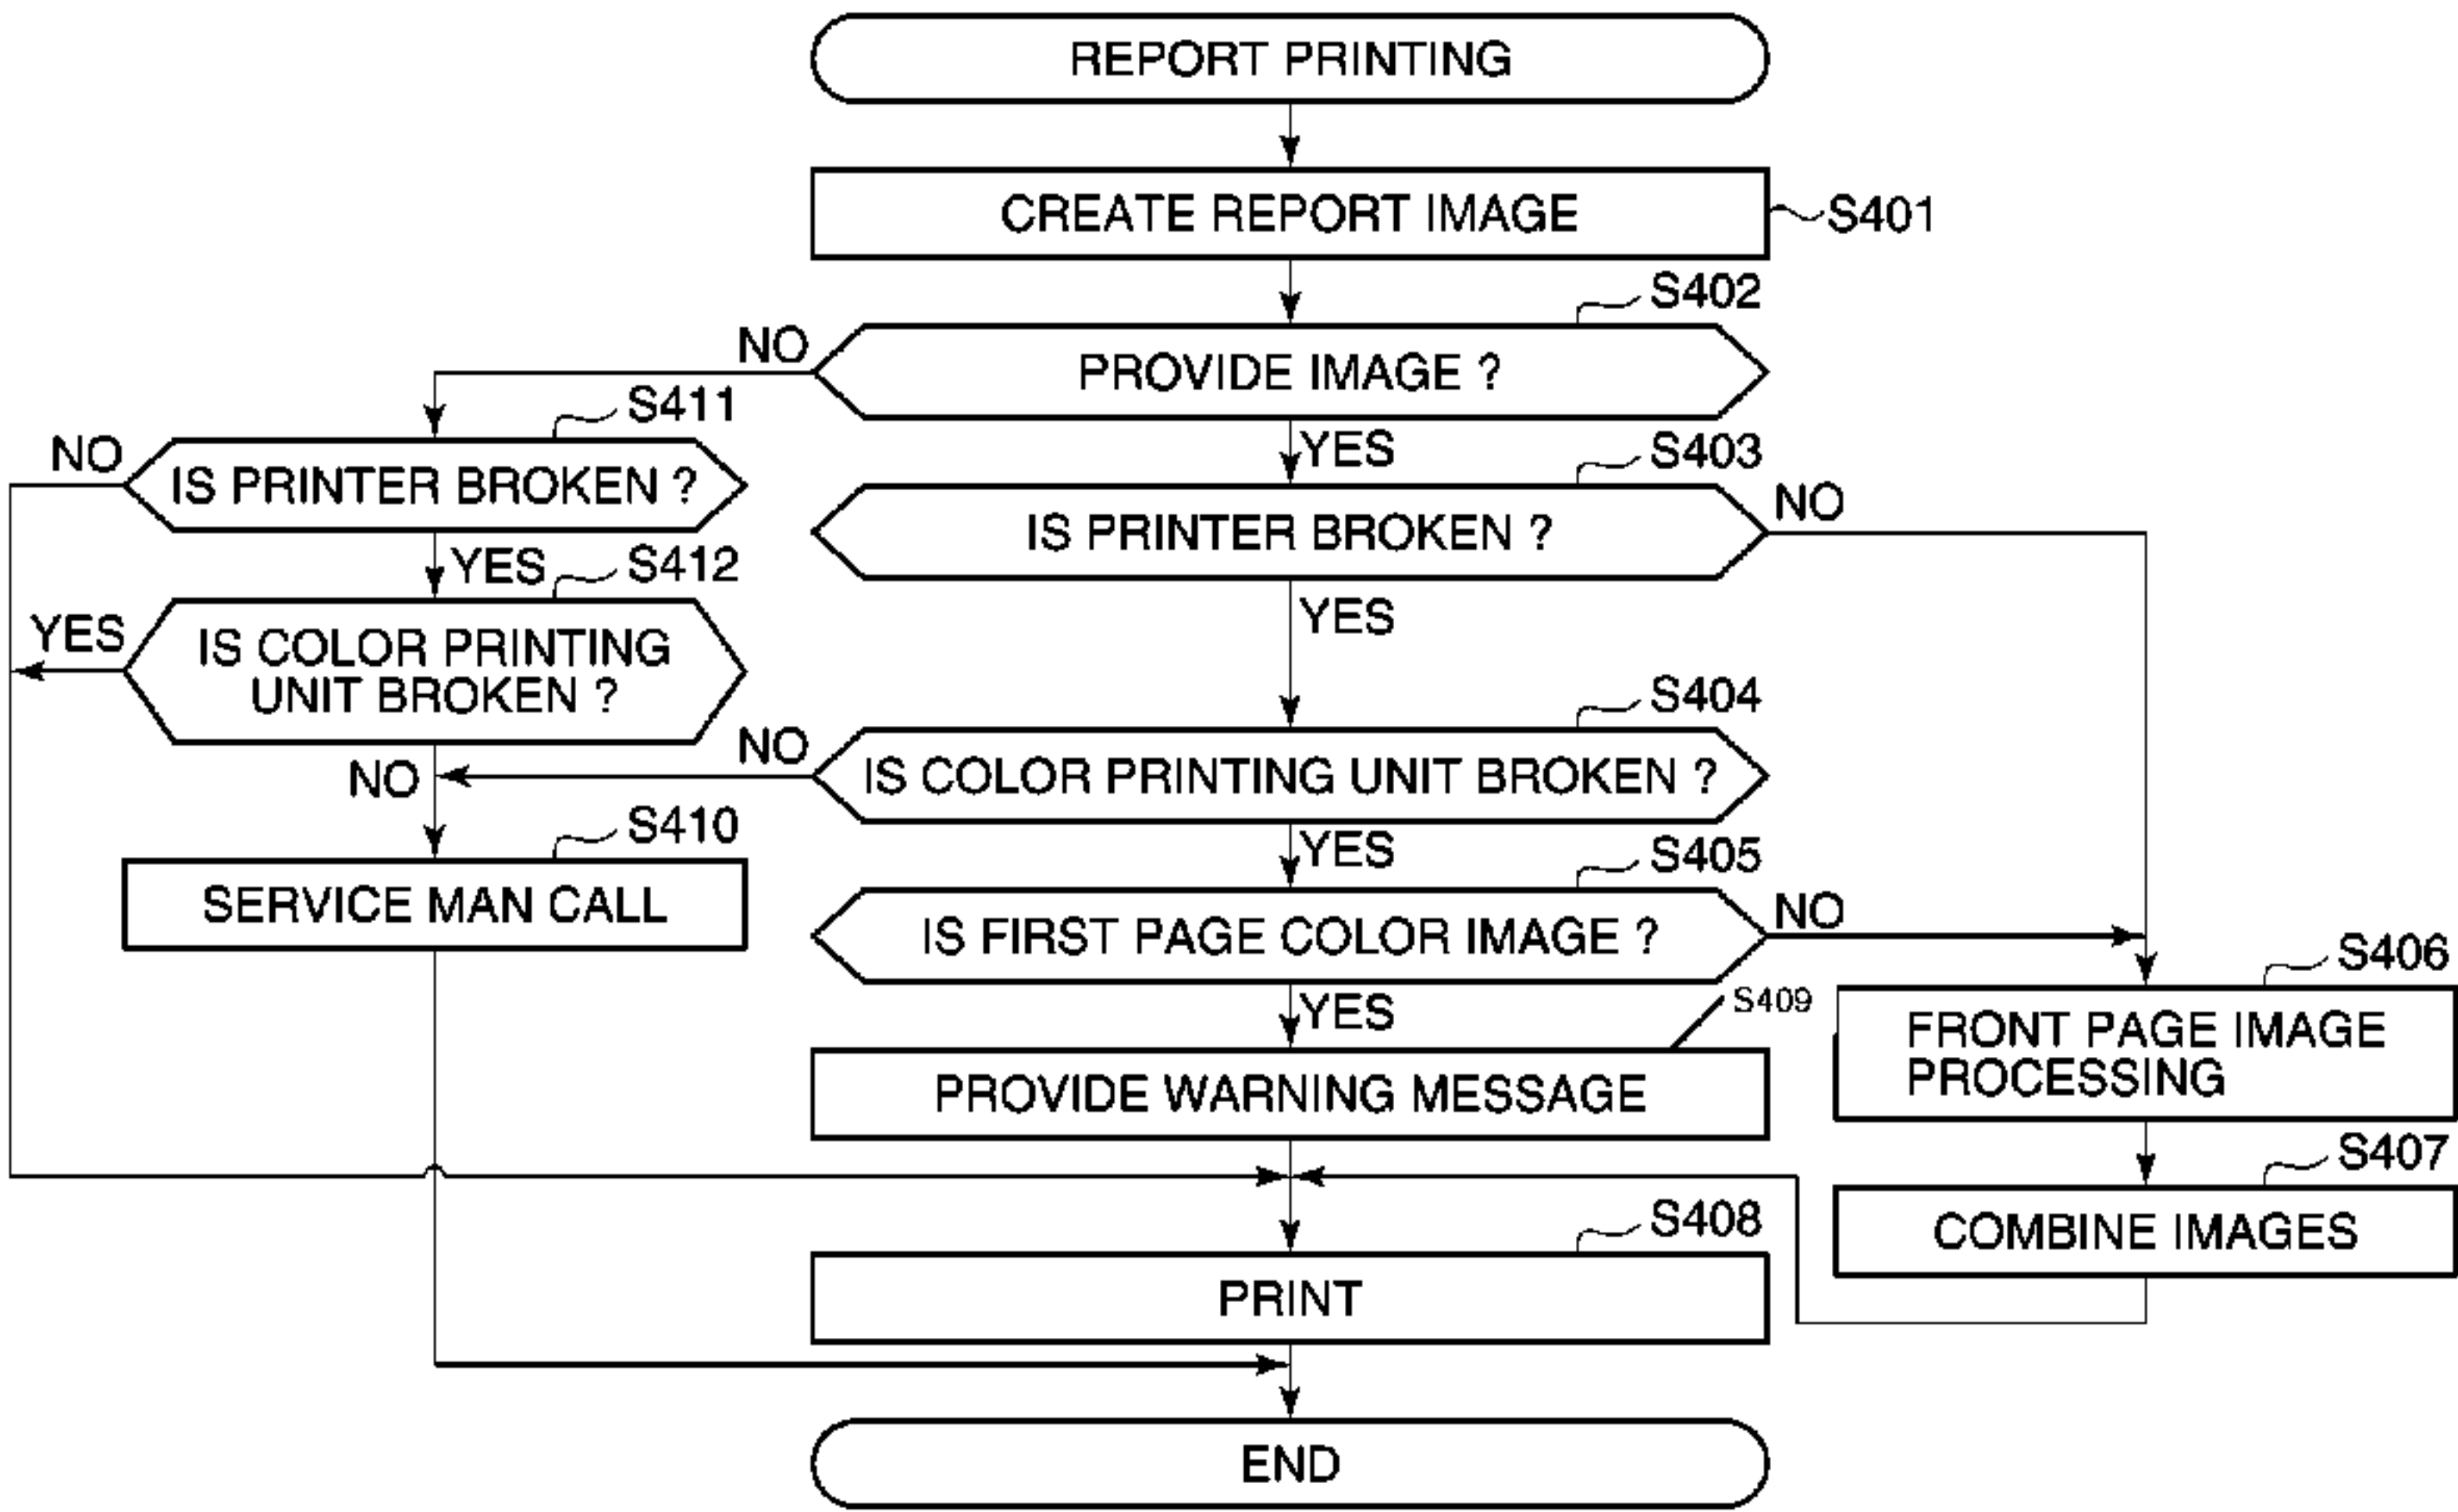 REPORT PRINTING
CREATE REPORT IMAGE
S401
S402
NO
PROVIDE IMAGE ?
S411
YES
S403
NO
IS PRINTER BROKEN ?
IS PRINTER BROKEN ?
NO
YES
S412
YES
YES
IS COLOR PRINTING
UNIT BROKEN ?
S404
NO
NO
IS COLOR PRINTING UNIT BROKEN ?
S410
YES
S405
SERVICE MAN CALL
IS FIRST PAGE COLOR IMAGE ?
NO
S406
YES
S409
FRONT PAGE IMAGE
PROCESSING
PROVIDE WARNING MESSAGE
S407
COMBINE IMAGES
S408
PRINT
END